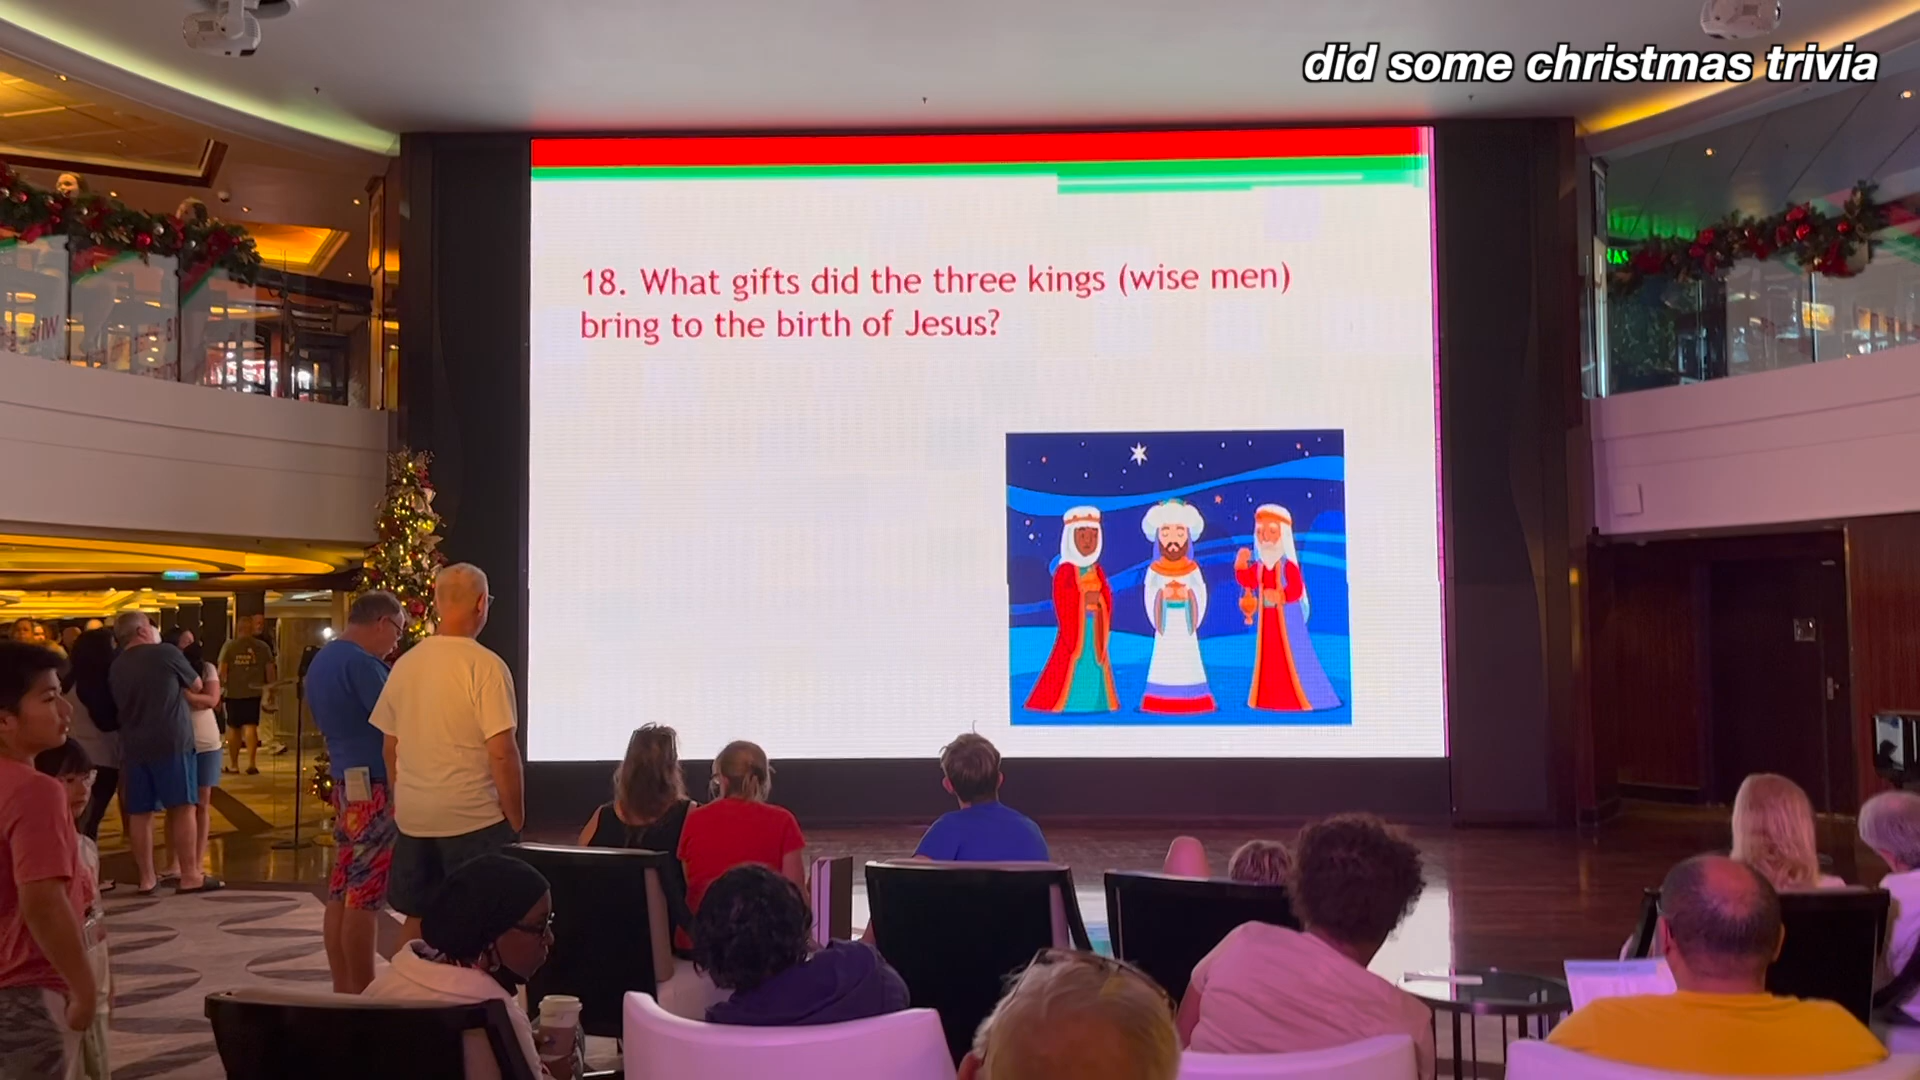 did some christmas trivia
18. What gifts did the three kings (wise men)
bring to the birth of Jesus?